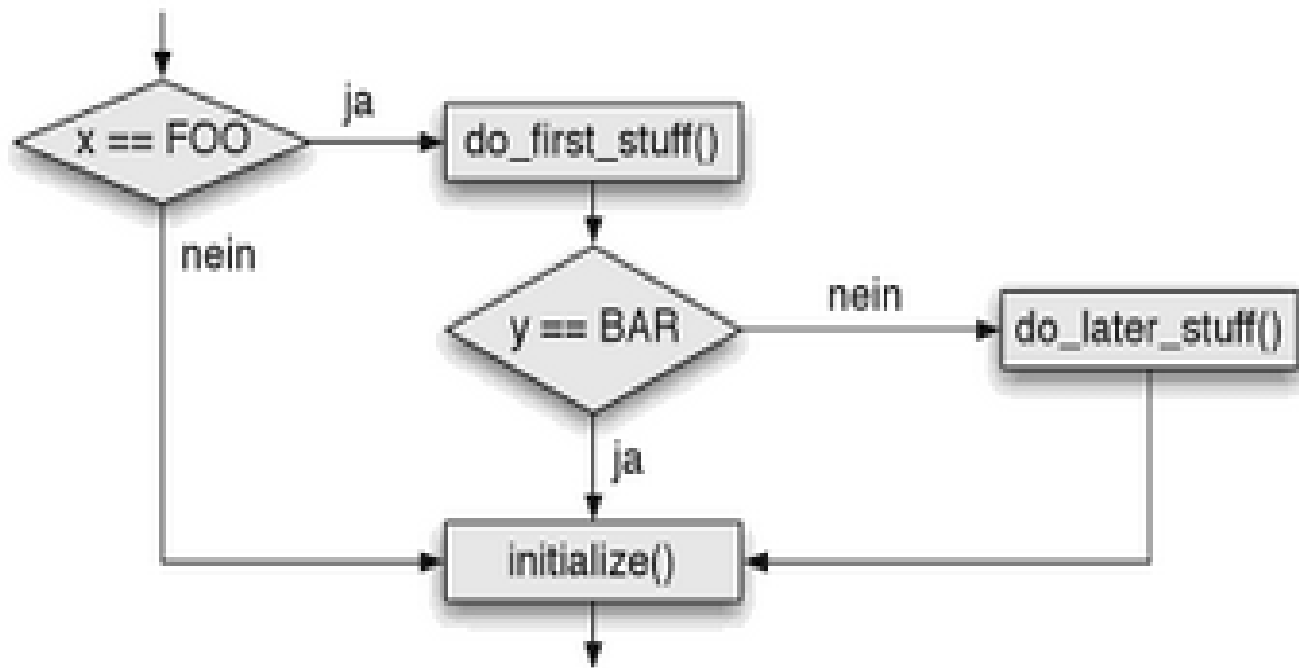 x == FOO
ja
do_first_stuff()
nein
y == BAR
nein
do_later_stuff()
ja
initialize()